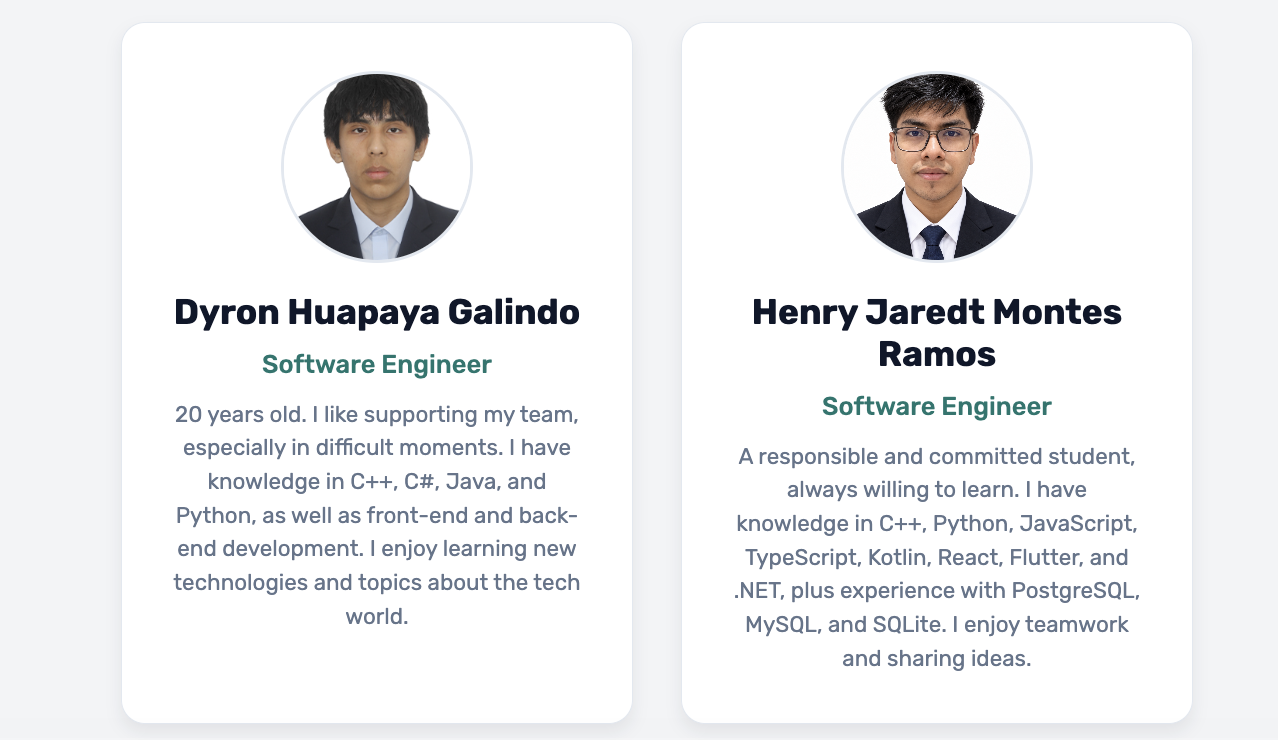 Dyron Huapaya Galindo
Software Engineer
20 years old. I like supporting my team,
especially in difficult moments. I have
knowledge in C++, C#, Java, and
Python, as well as front-end and back-
end development. I enjoy learning new
technologies and topics about the tech
world.
Henry Jaredt Montes
Ramos
Software Engineer
A responsible and committed student,
always willing to learn. I have
knowledge in C++, Python, JavaScript,
TypeScript, Kotlin, React, Flutter, and
.NET, plus experience with PostgreSQL,
MySQL, and SQLite. I enjoy teamwork
and sharing ideas.